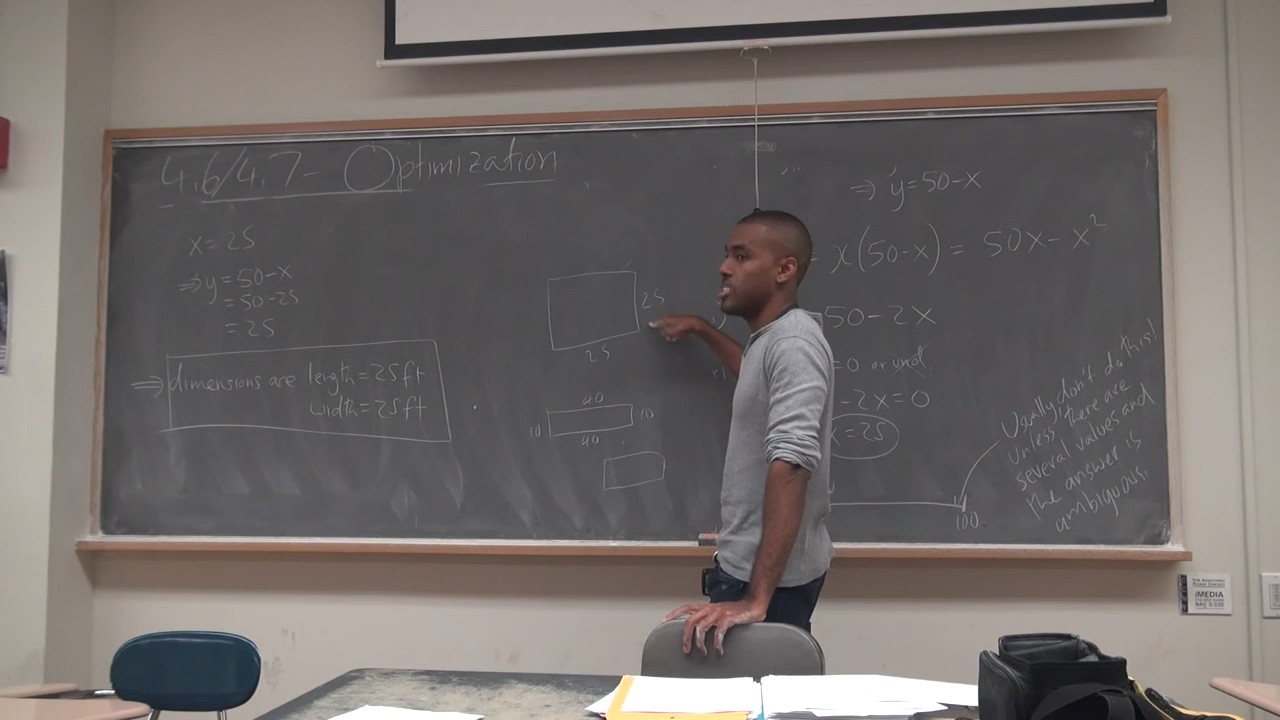 4.6/4.7- Optimization
x=25
⇒y=50-x
=50-25
=25
⇒ dimensions are length=25ft
width=25ft
25
25
40
10
10
40
⇒ y=50-x
x(50-x)= 50x-x²
50-2x
=0 or und.
-2x=0
x=25
100
Usually, don't do this!
Unless there are
several values and
the answer is
ambiguous.
iMEDIA